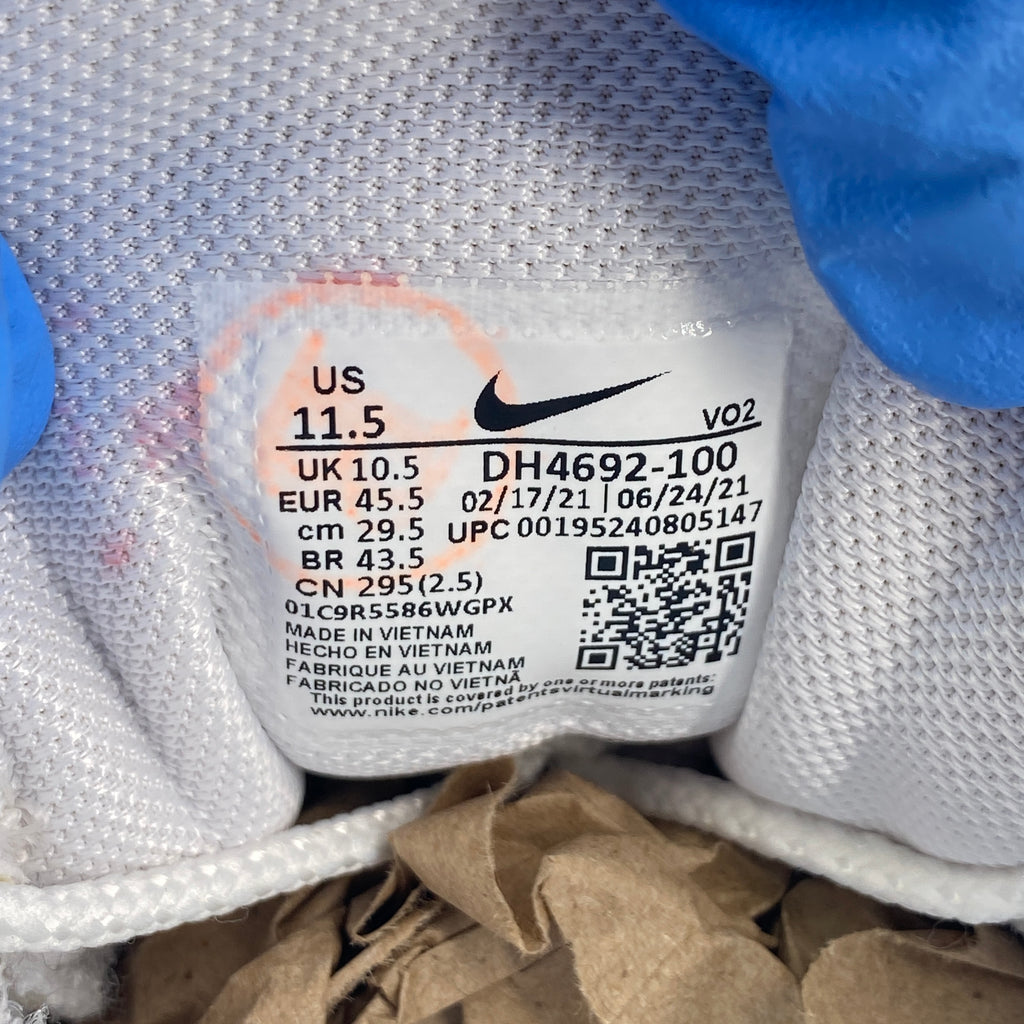 US
11.5
VO2
UK 10.5
EUR 45.5
cm 29.5
BR 43.5
CN 295(2.5)
DH4692-100
02/17/21 | 06/24/21
UPC 00195240805147
01C9R5586WGPX
MADE IN VIETNAM
HECHO EN VIETNAM
FABRIQUE AU VIETNAM
FABRICADO NO VIETNÃ
This product is covered by one or more patents:
www.nike.com/patentsvirtualmarking